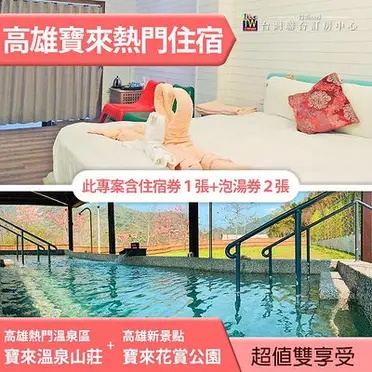 高雄寶來熱門住宿
台灣聯合訂房中心
此專案含住宿券1張+泡湯券2張
高雄熱門溫泉區
寶來溫泉山莊
+
高雄新景點
寶來花賞公園
超值雙享受